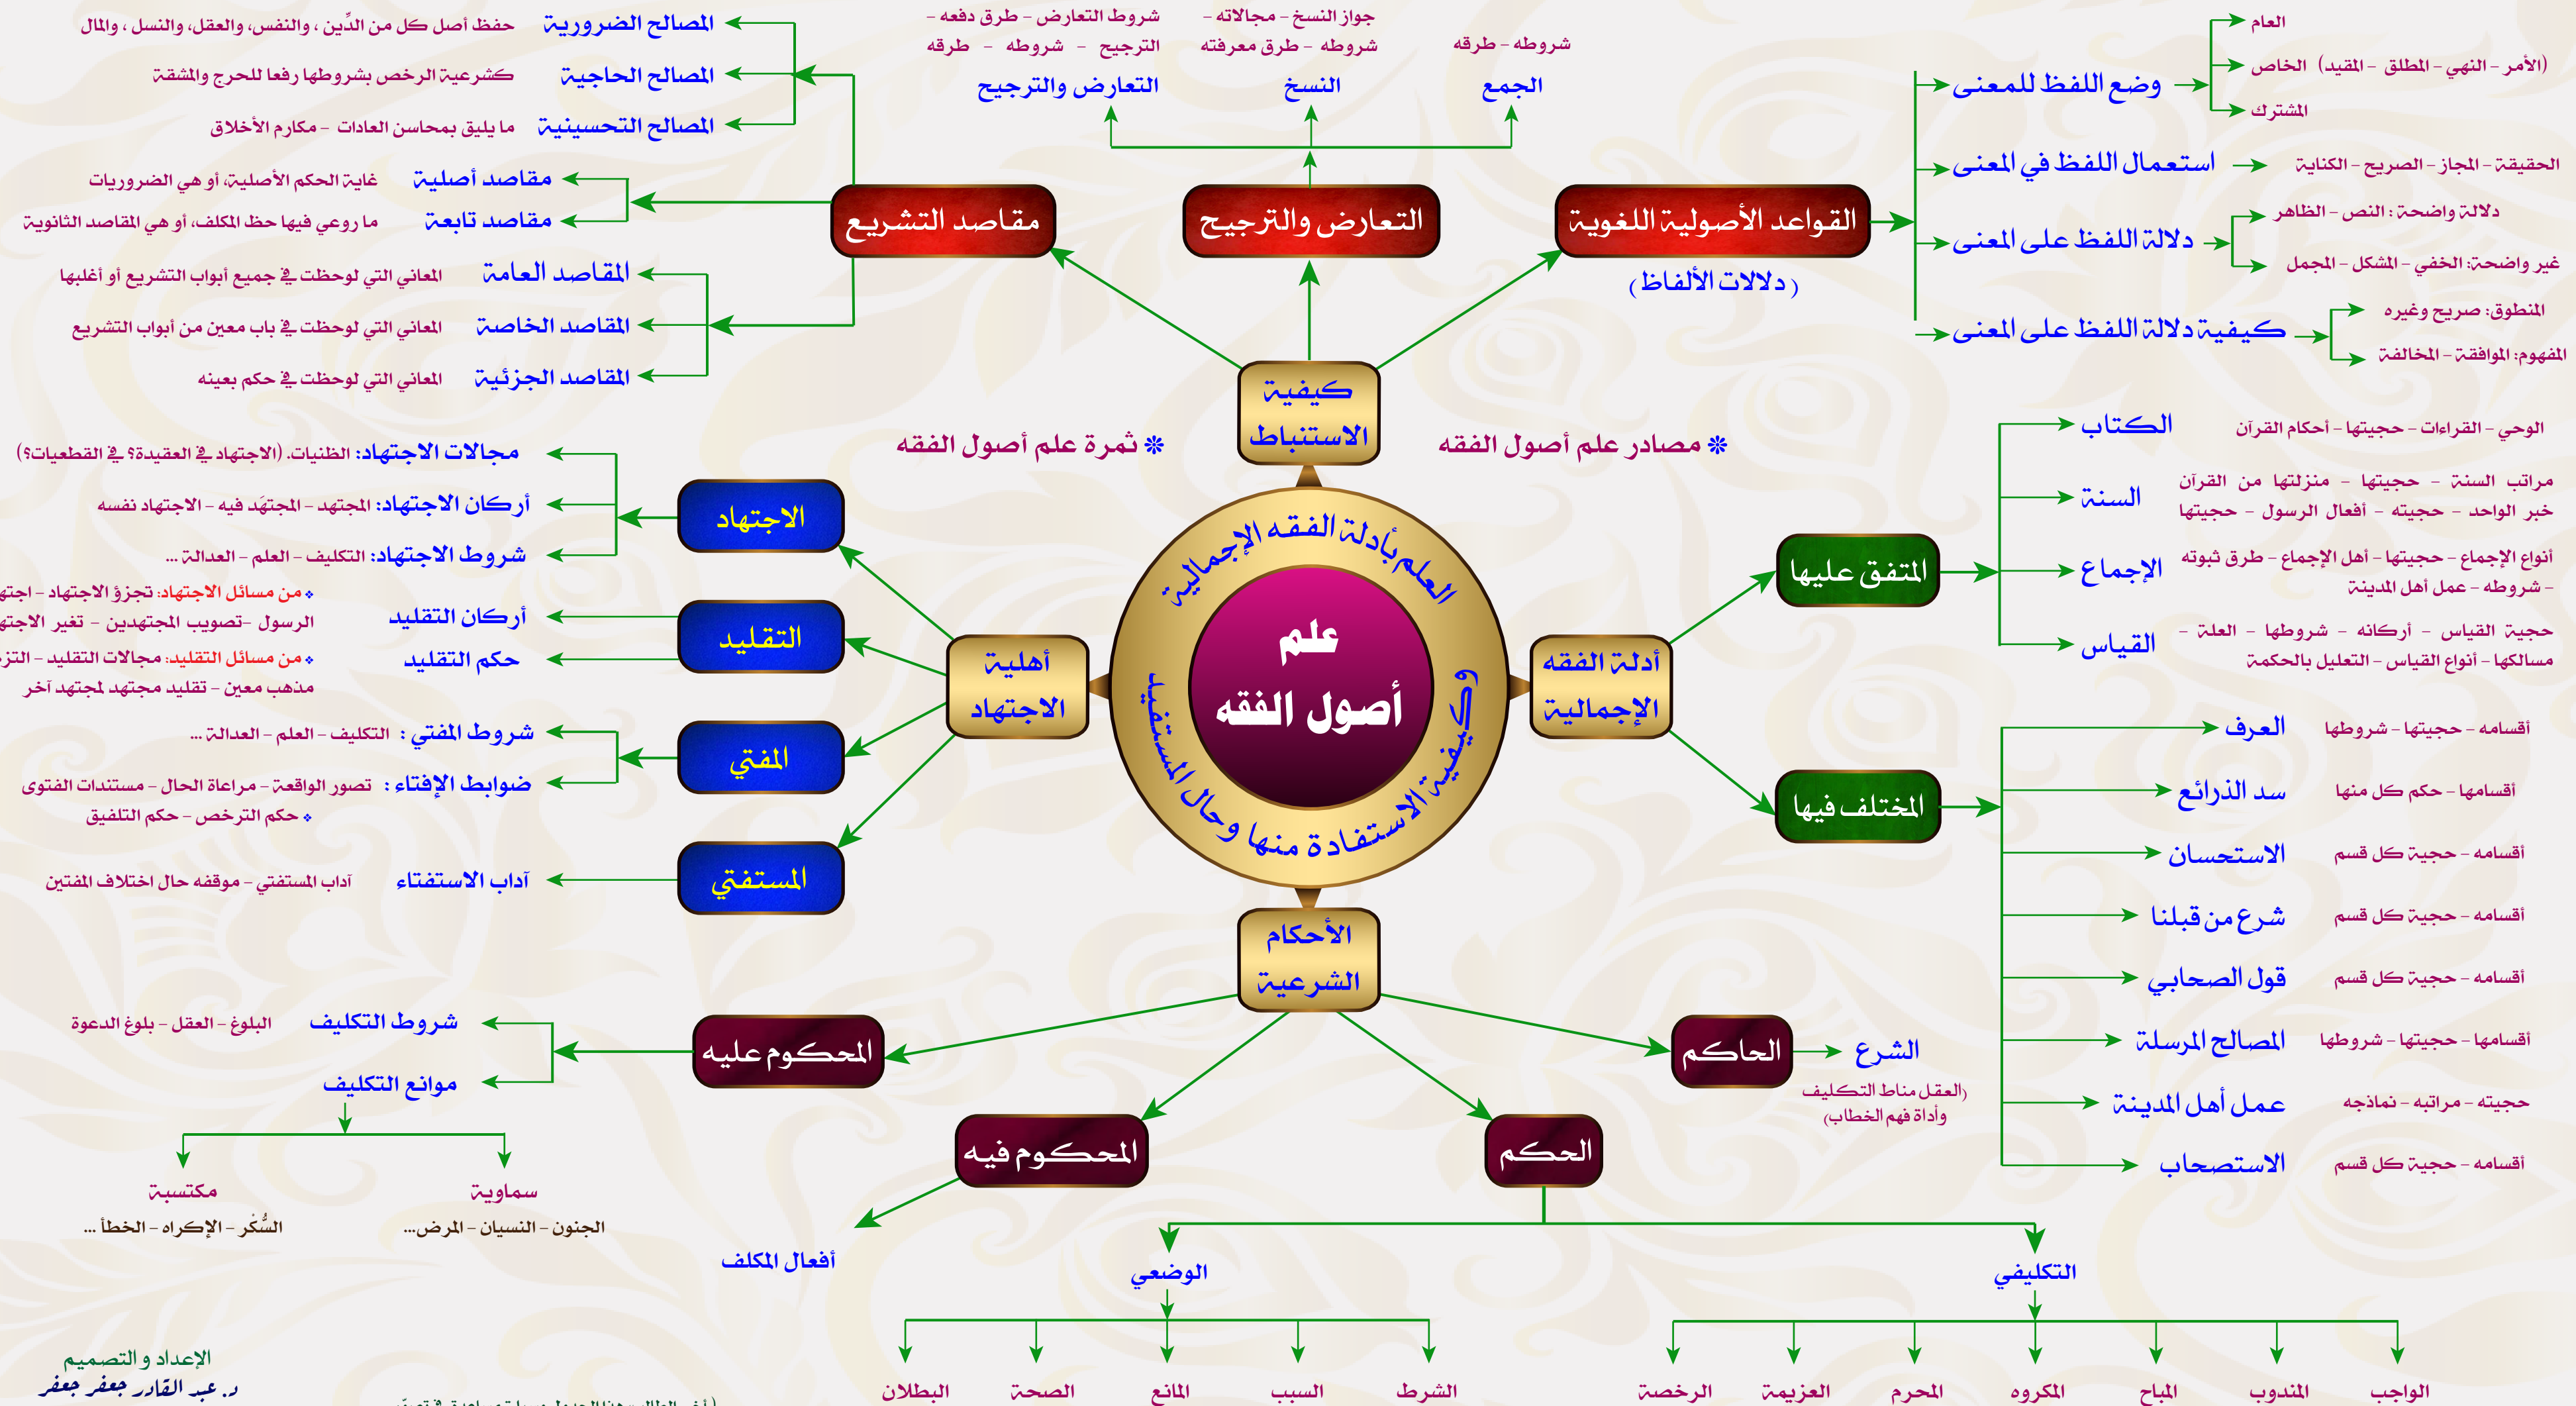 علم
أصول الفقه
العلم بأدلة الفقه الإجمالية
وكيفية الاستفادة منها وحال المستفيد
كيفية
الاستنباط
* مصادر علم أصول الفقه
* ثمرة علم أصول الفقه
القواعد الأصولية اللغوية
(دلالات الألفاظ)
وضع اللفظ للمعنى
العام
الخاص (الأمر - النهي - المطلق - المقيد)
المشترك
استعمال اللفظ في المعنى
الحقيقة - المجاز - الصريح - الكناية
دلالة اللفظ على المعنى
دلالة واضحة : النص - الظاهر
غير واضحة: الخفي - المشكل - المجمل
كيفية دلالة اللفظ على المعنى
المنطوق: صريح وغيره
المفهوم: الموافقة - المخالفة
التعارض والترجيح
شروطه - طرقه
الجمع
جواز النسخ - مجالاته -
شروطه - طرق معرفته
النسخ
شروط التعارض - طرق دفعه -
الترجيح - شروطه - طرقه
التعارض والترجيح
مقاصد التشريع
المصالح الضرورية
حفظ أصل كل من الدِّين ، والنفس، والعقل، والنسل ، والمال
المصالح الحاجية
كشرعية الرخص بشروطها رفعا للحرج والمشقة
المصالح التحسينية
ما يليق بمحاسن العادات - مكارم الأخلاق
مقاصد أصلية
غاية الحكم الأصلية، أو هي الضروريات
مقاصد تابعة
ما روعي فيها حظ المكلف، أو هي المقاصد الثانوية
المقاصد العامة
المعاني التي لوحظت في جميع أبواب التشريع أو أغلبها
المقاصد الخاصة
المعاني التي لوحظت في باب معين من أبواب التشريع
المقاصد الجزئية
المعاني التي لوحظت في حكم بعينه
أدلة الفقه
الإجمالية
المتفق عليها
الكتاب
الوحي - القراءات - حجيتها - أحكام القرآن
السنة
مراتب السنة - حجيتها - منزلتها من القرآن
خبر الواحد - حجيته - أفعال الرسول - حجيتها
الإجماع
أنواع الإجماع - حجيتها - أهل الإجماع - طرق ثبوته
- شروطه - عمل أهل المدينة
القياس
حجية القياس - أركانه - شروطها - العلة -
مسالكها - أنواع القياس - التعليل بالحكمة
المختلف فيها
العرف
أقسامه - حجيتها - شروطها
سد الذرائع
أقسامها - حكم كل منها
الاستحسان
أقسامه - حجية كل قسم
شرع من قبلنا
أقسامه - حجية كل قسم
قول الصحابي
أقسامه - حجية كل قسم
المصالح المرسلة
أقسامها - حجيتها - شروطها
عمل أهل المدينة
حجيته - مراتبه - نماذجه
الاستصحاب
أقسامه - حجية كل قسم
أهلية
الاجتهاد
الاجتهاد
مجالات الاجتهاد: الظنيات. (الاجتهاد في العقيدة؟ في القطعيات؟)
أركان الاجتهاد: المجتهد - المجتهَد فيه - الاجتهاد نفسه
شروط الاجتهاد: التكليف - العلم - العدالة ...
* من مسائل الاجتهاد: تجزؤ الاجتهاد -
الرسول - تصويب المجتهدين - تغير
التقليد
أركان التقليد
حكم التقليد
* من مسائل التقليد: مجالات التقليد -
مذهب معين - تقليد مجتهد لمجتهد آخر
المفتي
شروط المفتي : التكليف - العلم - العدالة ...
ضوابط الإفتاء : تصور الواقعة - مراعاة الحال - مستندات الفتوى
* حكم الترخص - حكم التلفيق
المستفتي
آداب الاستفتاء
آداب المستفتي - موقفه حال اختلاف المفتين
الأحكام
الشرعية
الحاكم
الشرع
(العقل مناط التكليف
وأداة فهم الخطاب)
الحكم
التكليفي
الواجب
المندوب
المباح
المكروه
المحرم
العزيمة
الرخصة
الوضعي
الشرط
السبب
المانع
الصحة
البطلان
المحكوم فيه
أفعال المكلف
المحكوم عليه
شروط التكليف
البلوغ - العقل - بلوغ الدعوة
موانع التكليف
سماوية
الجنون - النسيان - المرض...
مكتسبة
السُّكْر - الإكراه - الخطأ ...
الإعداد و التصميم
د. عبد القادر جعفر جعفر